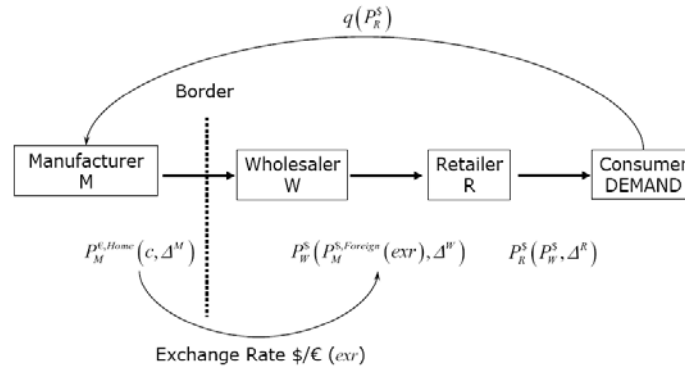 q(P_R^$)
Border
Manufacturer
M
Wholesaler
W
Retailer
R
Consumer
DEMAND
P_M^{€,Home}(c, Δ^M)
P_W^$(P_M^{$,Foreign}(exr), Δ^W)
P_R^$(P_W^$, Δ^R)
Exchange Rate $/€ (exr)